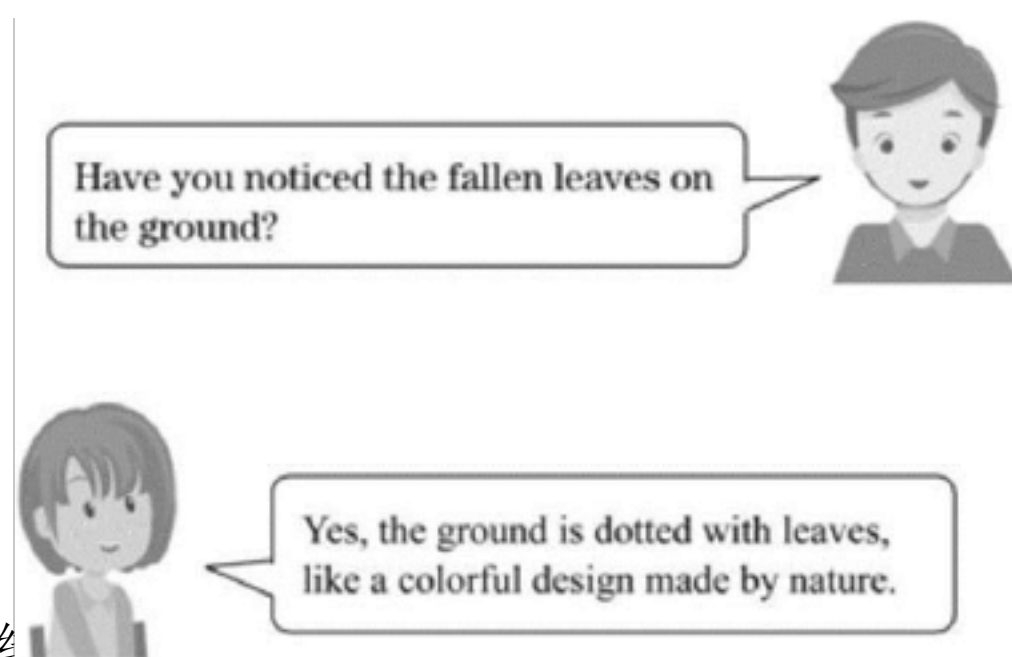 Have you noticed the fallen leaves on
the ground?
Yes, the ground is dotted with leaves,
like a colorful design made by nature.